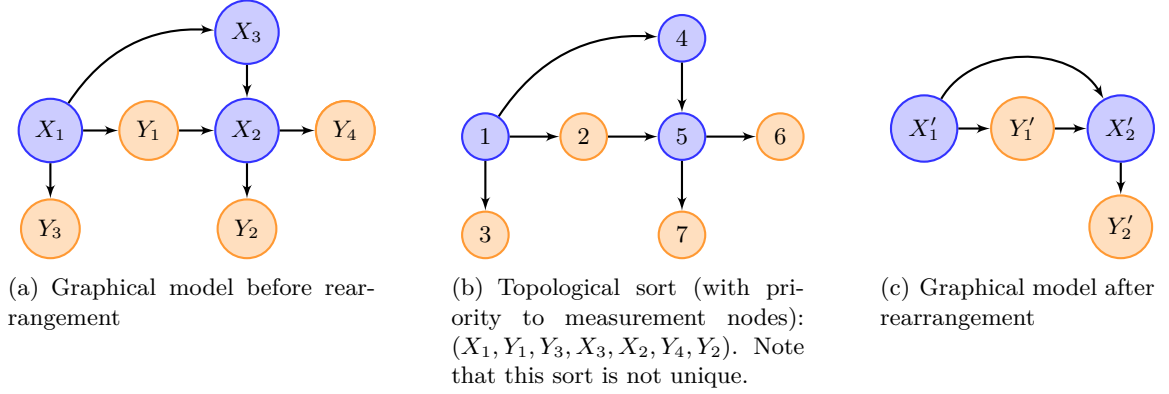 X₃
X₁ Y₁ X₂ Y₄
Y₃ Y₂
(a) Graphical model before rear-
rangement
4
1 2 5 6
3 7
(b) Topological sort (with pri-
ority to measurement nodes):
(X₁, Y₁, Y₃, X₃, X₂, Y₄, Y₂). Note
that this sort is not unique.
X′₁ Y′₁ X′₂
Y′₂
(c) Graphical model after
rearrangement